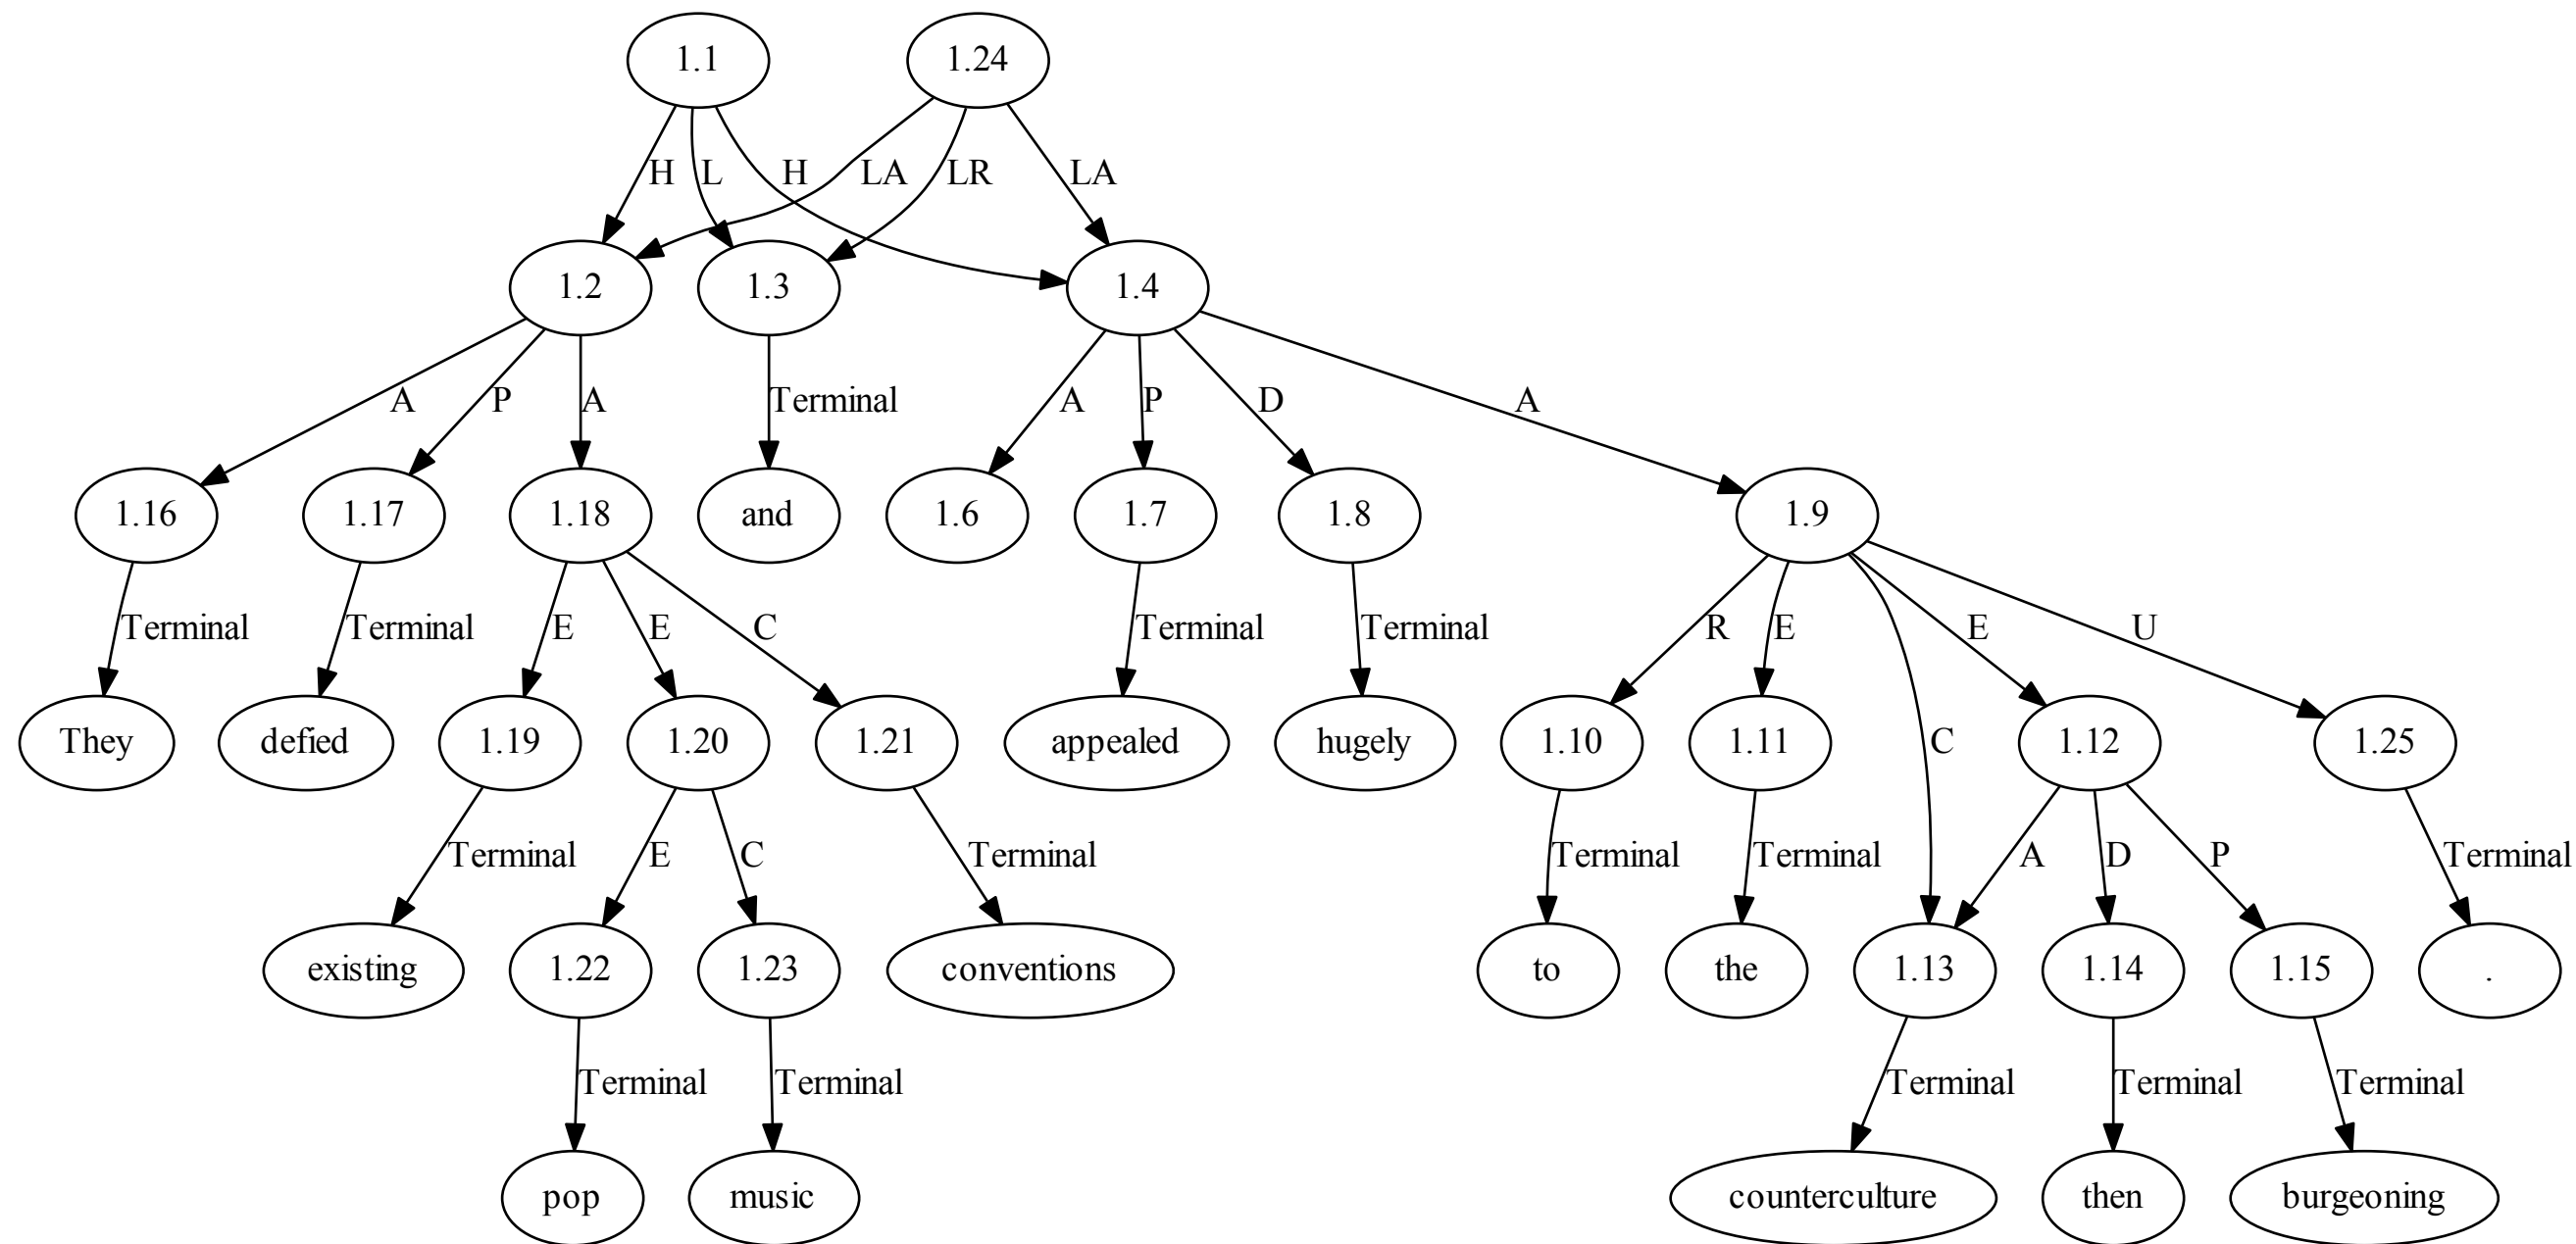 1.1 1.24
H L H LA LR LA
1.2 1.3 1.4
A P A Terminal A P D A
1.16 1.17 1.18 and 1.6 1.7 1.8 1.9
Terminal Terminal E E C Terminal Terminal R E C E U
They defied 1.19 1.20 1.21 appealed hugely 1.10 1.11 1.12 1.25
Terminal E C Terminal Terminal Terminal A D P Terminal
existing 1.22 1.23 conventions to the 1.13 1.14 1.15 .
Terminal Terminal Terminal Terminal Terminal
pop music counterculture then burgeoning